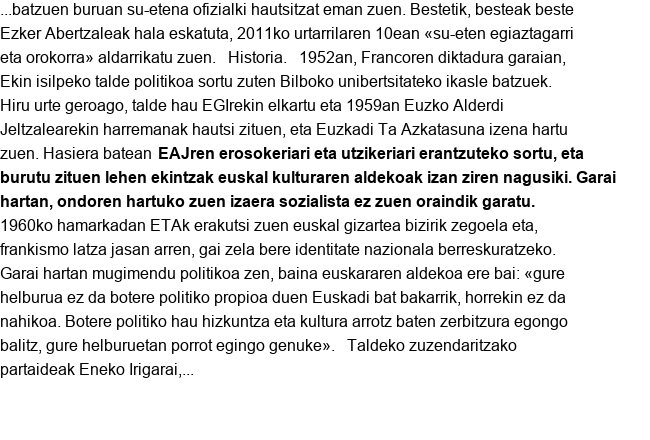 ...batzuen buruan su-etena ofizialki hautsitzat eman zuen. Bestetik, besteak beste
Ezker Abertzaleak hala eskatuta, 2011ko urtarrilaren 10ean «su-eten egiaztagarri
eta orokorra» aldarrikatu zuen.   Historia.   1952an, Francoren diktadura garaian,
Ekin isilpeko talde politikoa sortu zuten Bilboko unibertsitateko ikasle batzuek.
Hiru urte geroago, talde hau EGIrekin elkartu eta 1959an Euzko Alderdi
Jeltzalearekin harremanak hautsi zituen, eta Euzkadi Ta Azkatasuna izena hartu
zuen. Hasiera batean EAJren erosokeriari eta utzikeriari erantzuteko sortu, eta
burutu zituen lehen ekintzak euskal kulturaren aldekoak izan ziren nagusiki. Garai
hartan, ondoren hartuko zuen izaera sozialista ez zuen oraindik garatu.
1960ko hamarkadan ETAk erakutsi zuen euskal gizartea bizirik zegoela eta,
frankismo latza jasan arren, gai zela bere identitate nazionala berreskuratzeko.
Garai hartan mugimendu politikoa zen, baina euskararen aldekoa ere bai: «gure
helburua ez da botere politiko propioa duen Euskadi bat bakarrik, horrekin ez da
nahikoa. Botere politiko hau hizkuntza eta kultura arrotz baten zerbitzura egongo
balitz, gure helburuetan porrot egingo genuke».   Taldeko zuzendaritzako
partaideak Eneko Irigarai,...